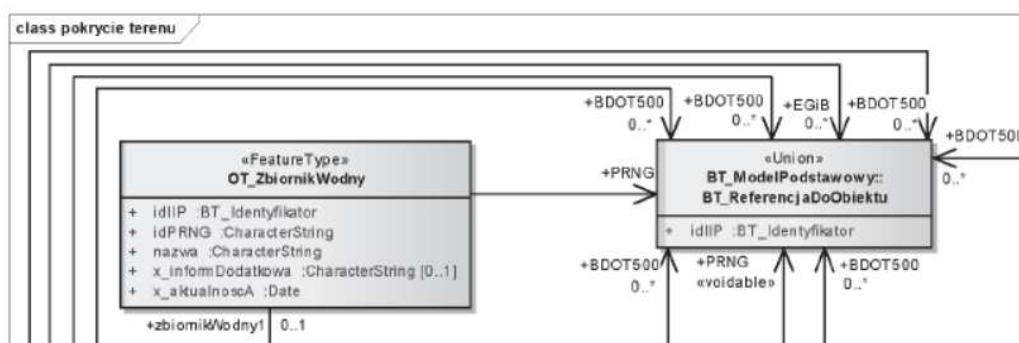 class pokrycie terenu
+BDOT500 +BDOT500 +EGiB +BDOT500
0..* 0..* 0..* 0..*
+BDOT500
0..*
«FeatureType»
OT_ZbiornikWodny
+ idIIP :BT_Identyfikator
+ idPRNG :CharacterString
+ nazwa :CharacterString
+ x_informDodatkowa :CharacterString [0..1]
+ x_aktualnoscA :Date
+PRNG
«Union»
BT_ModelPodstawowy::
BT_ReferencjaDoObiektu
+ idIIP :BT_Identyfikator
+zbiornikWodny1 0..1
+BDOT500
0..*
+PRNG
«voidable»
+BDOT500
0..*